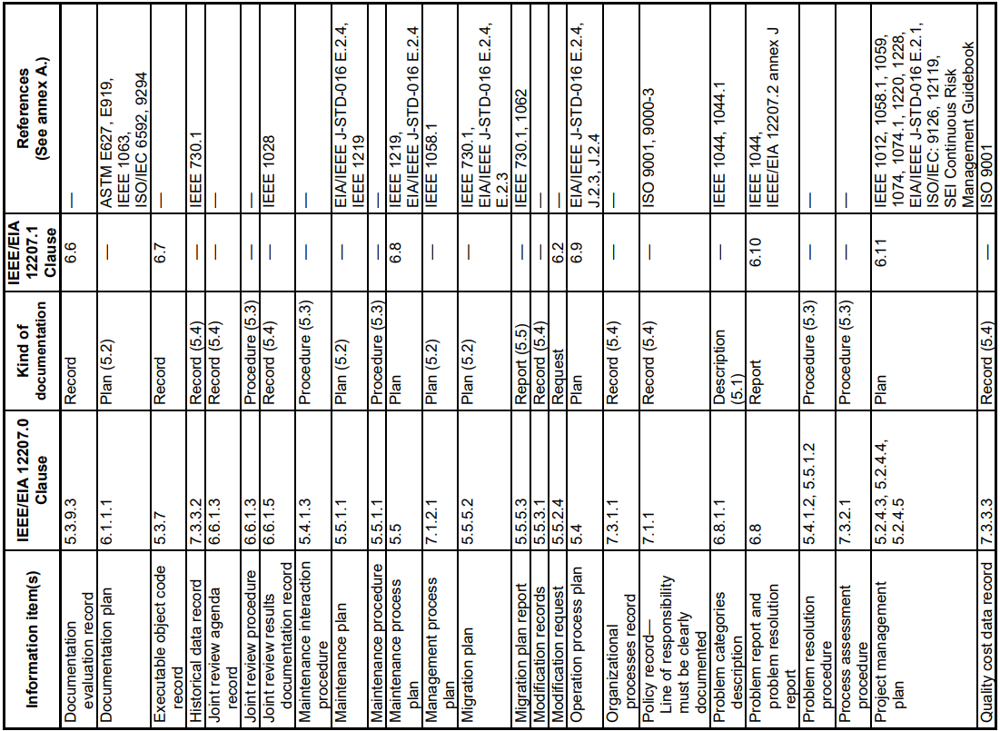 Information item(s) | IEEE/EIA 12207.0 Clause | Kind of documentation | IEEE/EIA 12207.1 Clause | References (See annex A.)
Documentation evaluation record | 5.3.9.3 | Record | 6.6 | —
Documentation plan | 6.1.1.1 | Plan (5.2) | — | ASTM E627, E919, IEEE 1063, ISO/IEC 6592, 9294
Executable object code record | 5.3.7 | Record | 6.7 | —
Historical data record | 7.3.3.2 | Record (5.4) | — | IEEE 730.1
Joint review agenda record | 6.6.1.3 | Record (5.4) | — | —
Joint review procedure | 6.6.1.3 | Procedure (5.3) | — | —
Joint review results documentation record | 6.6.1.5 | Record (5.4) | — | IEEE 1028
Maintenance interaction procedure | 5.4.1.3 | Procedure (5.3) | — | —
Maintenance plan | 5.5.1.1 | Plan (5.2) | — | EIA/IEEE J-STD-016 E.2.4, IEEE 1219
Maintenance procedure | 5.5.1.1 | Procedure (5.3) | — | —
Maintenance process plan | 5.5 | Plan | 6.8 | IEEE 1219, EIA/IEEE J-STD-016 E.2.4
Management process plan | 7.1.2.1 | Plan (5.2) | — | IEEE 1058.1
Migration plan | 5.5.5.2 | Plan (5.2) | — | IEEE 730.1, EIA/IEEE J-STD-016 E.2.4, E.2.3
Migration plan report | 5.5.5.3 | Report (5.5) | — | IEEE 730.1, 1062
Modification records | 5.5.3.1 | Record (5.4) | — | —
Modification request | 5.5.2.4 | Request | 6.2 | —
Operation process plan | 5.4 | Plan | 6.9 | EIA/IEEE J-STD-016 E.2.4, J.2.3, J.2.4
Organizational processes record | 7.3.1.1 | Record (5.4) | — | —
Policy record— Line of responsibility must be clearly documented | 7.1.1 | Record (5.4) | — | ISO 9001, 9000-3
Problem categories description | 6.8.1.1 | Description (5.1) | — | IEEE 1044, 1044.1
Problem report and problem resolution report | 6.8 | Report | 6.10 | IEEE 1044, IEEE/EIA 12207.2 annex J
Problem resolution procedure | 5.4.1.2, 5.5.1.2 | Procedure (5.3) | — | —
Process assessment procedure | 7.3.2.1 | Procedure (5.3) | — | —
Project management plan | 5.2.4.3, 5.2.4.4, 5.2.4.5 | Plan | 6.11 | IEEE 1012, 1058.1, 1059, 1074, 1074.1, 1220, 1228, EIA/IEEE J-STD-016 E.2.1, ISO/IEC: 9126, 12119, SEI Continuous Risk Management Guidebook
Quality cost data record | 7.3.3.3 | Record (5.4) | — | ISO 9001